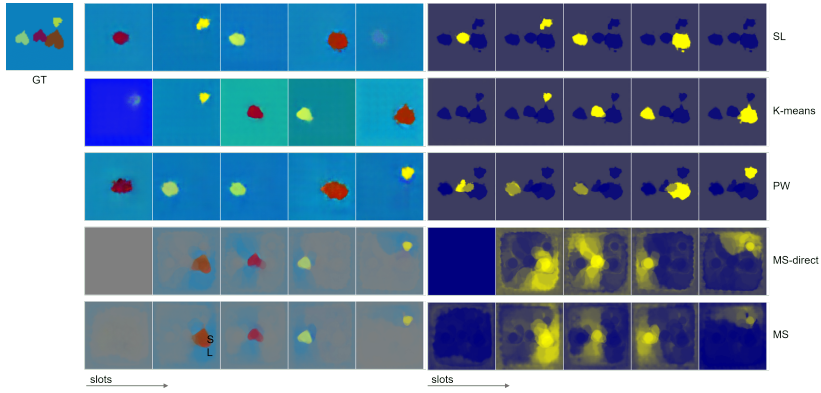 GT
SL
K-means
PW
MS-direct
MS
S
L
slots
slots